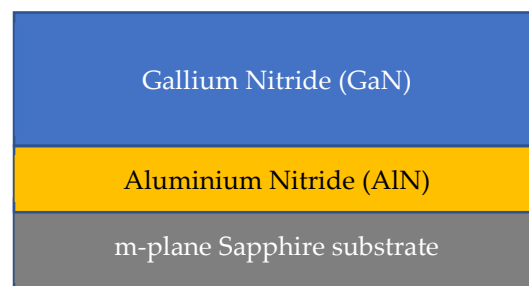 Gallium Nitride (GaN)
Aluminium Nitride (AlN)
m-plane Sapphire substrate